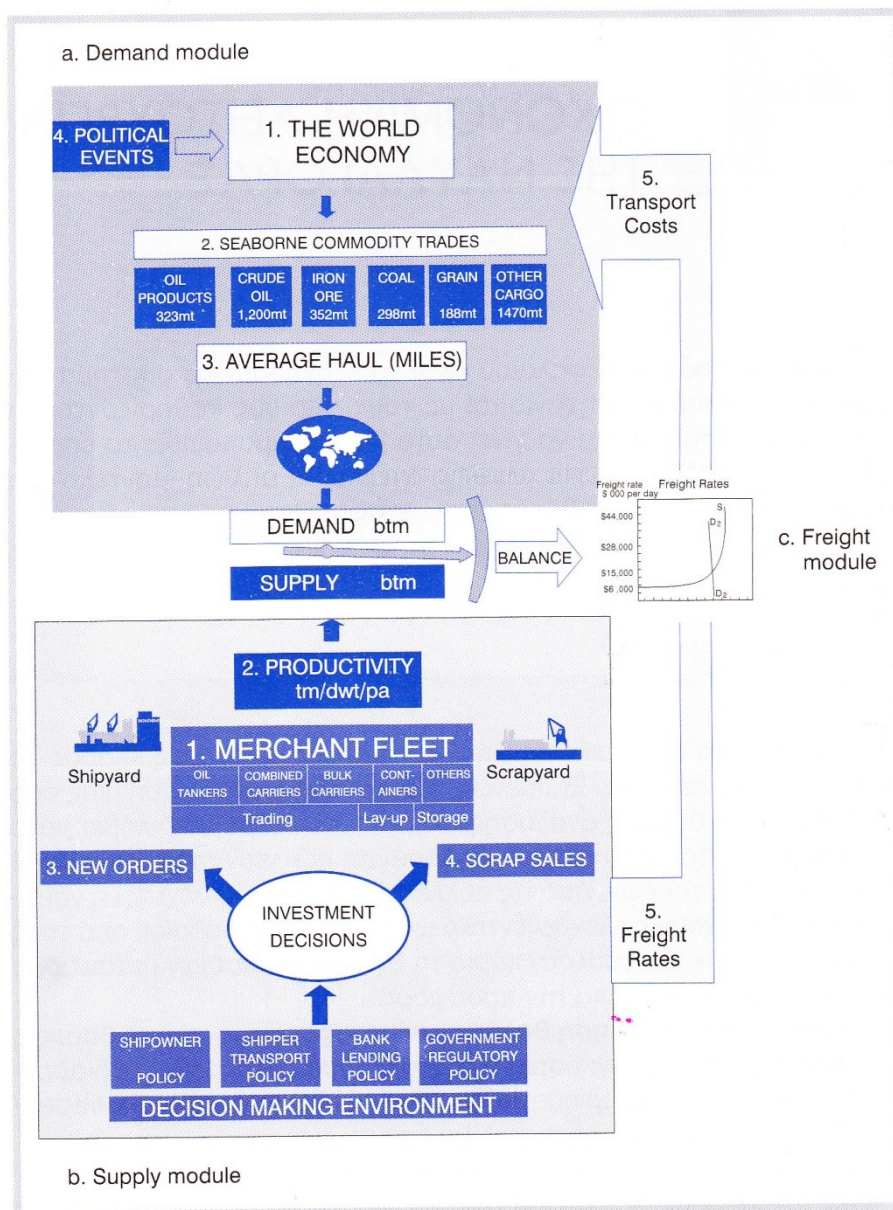 a. Demand module
4. POLITICAL
EVENTS
1. THE WORLD
ECONOMY
5.
Transport
Costs
2. SEABORNE COMMODITY TRADES
OIL
PRODUCTS
323mt
CRUDE
OIL
1,200mt
IRON
ORE
352mt
COAL
298mt
GRAIN
188mt
OTHER
CARGO
1470mt
3. AVERAGE HAUL (MILES)
DEMAND btm
SUPPLY btm
BALANCE
Freight rate
$ 000 per day
Freight Rates
$44,000
$28,000
$15,000
$6,000
S
D2
D2
c. Freight
module
2. PRODUCTIVITY
tm/dwt/pa
Shipyard
Scrapyard
1. MERCHANT FLEET
OIL
TANKERS
COMBINED
CARRIERS
BULK
CARRIERS
CONT-
AINERS
OTHERS
Trading
Lay-up
Storage
3. NEW ORDERS
4. SCRAP SALES
INVESTMENT
DECISIONS
5.
Freight
Rates
SHIPOWNER
POLICY
SHIPPER
TRANSPORT
POLICY
BANK
LENDING
POLICY
GOVERNMENT
REGULATORY
POLICY
DECISION MAKING ENVIRONMENT
b. Supply module